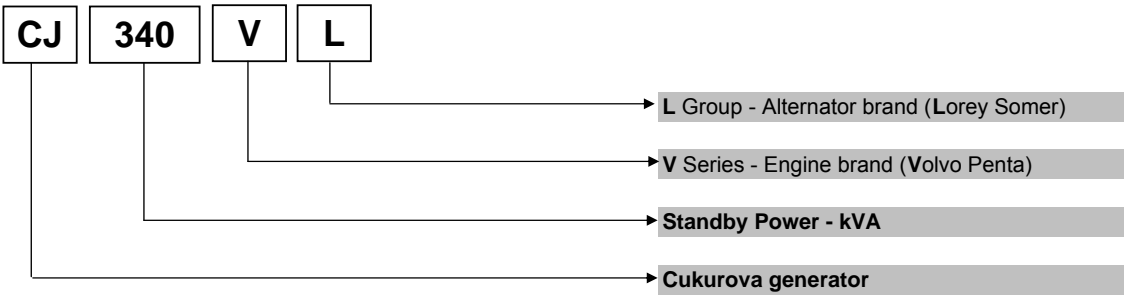 CJ 340 V L
L Group - Alternator brand (Lorey Somer)
V Series - Engine brand (Volvo Penta)
Standby Power - kVA
Cukurova generator